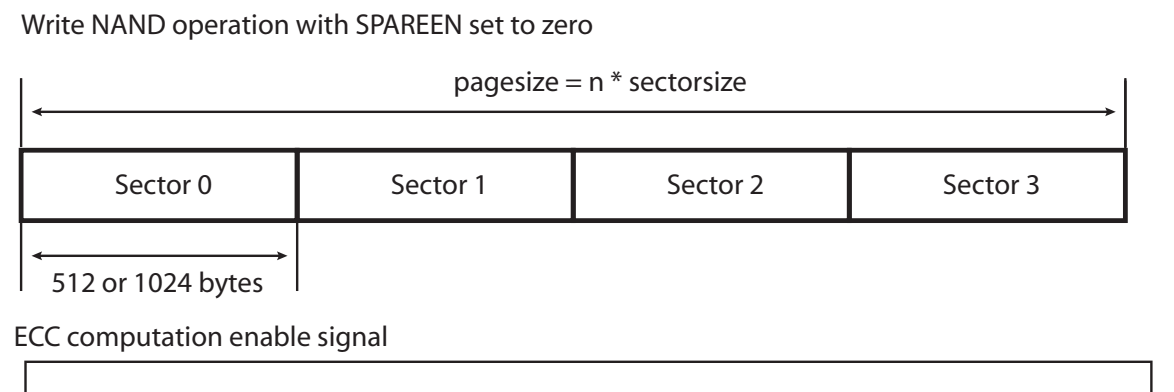 Write NAND operation with SPAREEN set to zero
pagesize = n * sectorsize
Sector 0 Sector 1 Sector 2 Sector 3
512 or 1024 bytes
ECC computation enable signal